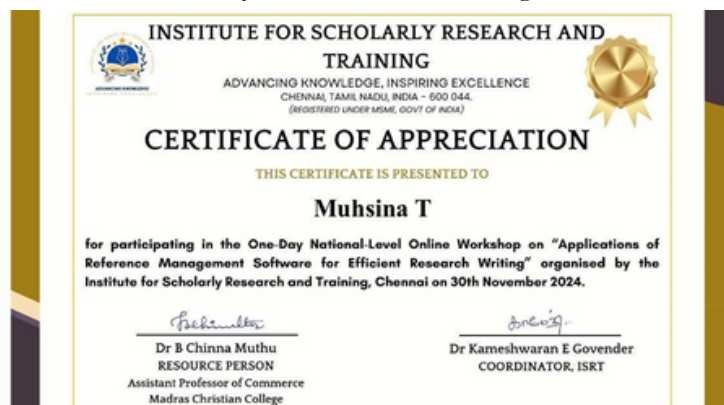 INSTITUTE FOR SCHOLARLY RESEARCH AND
TRAINING
ADVANCING KNOWLEDGE, INSPIRING EXCELLENCE
CHENNAI, TAMIL NADU, INDIA – 600 044.
(REGISTERED UNDER MSME, GOVT OF INDIA)
ADVANCING KNOWLEDGE
CERTIFICATE OF APPRECIATION
THIS CERTIFICATE IS PRESENTED TO
Muhsina T
for participating in the One-Day National-Level Online Workshop on “Applications of
Reference Management Software for Efficient Research Writing” organised by the
Institute for Scholarly Research and Training, Chennai on 30th November 2024.
Dr B Chinna Muthu
RESOURCE PERSON
Assistant Professor of Commerce
Madras Christian College
Dr Kameshwaran E Govender
COORDINATOR, ISRT